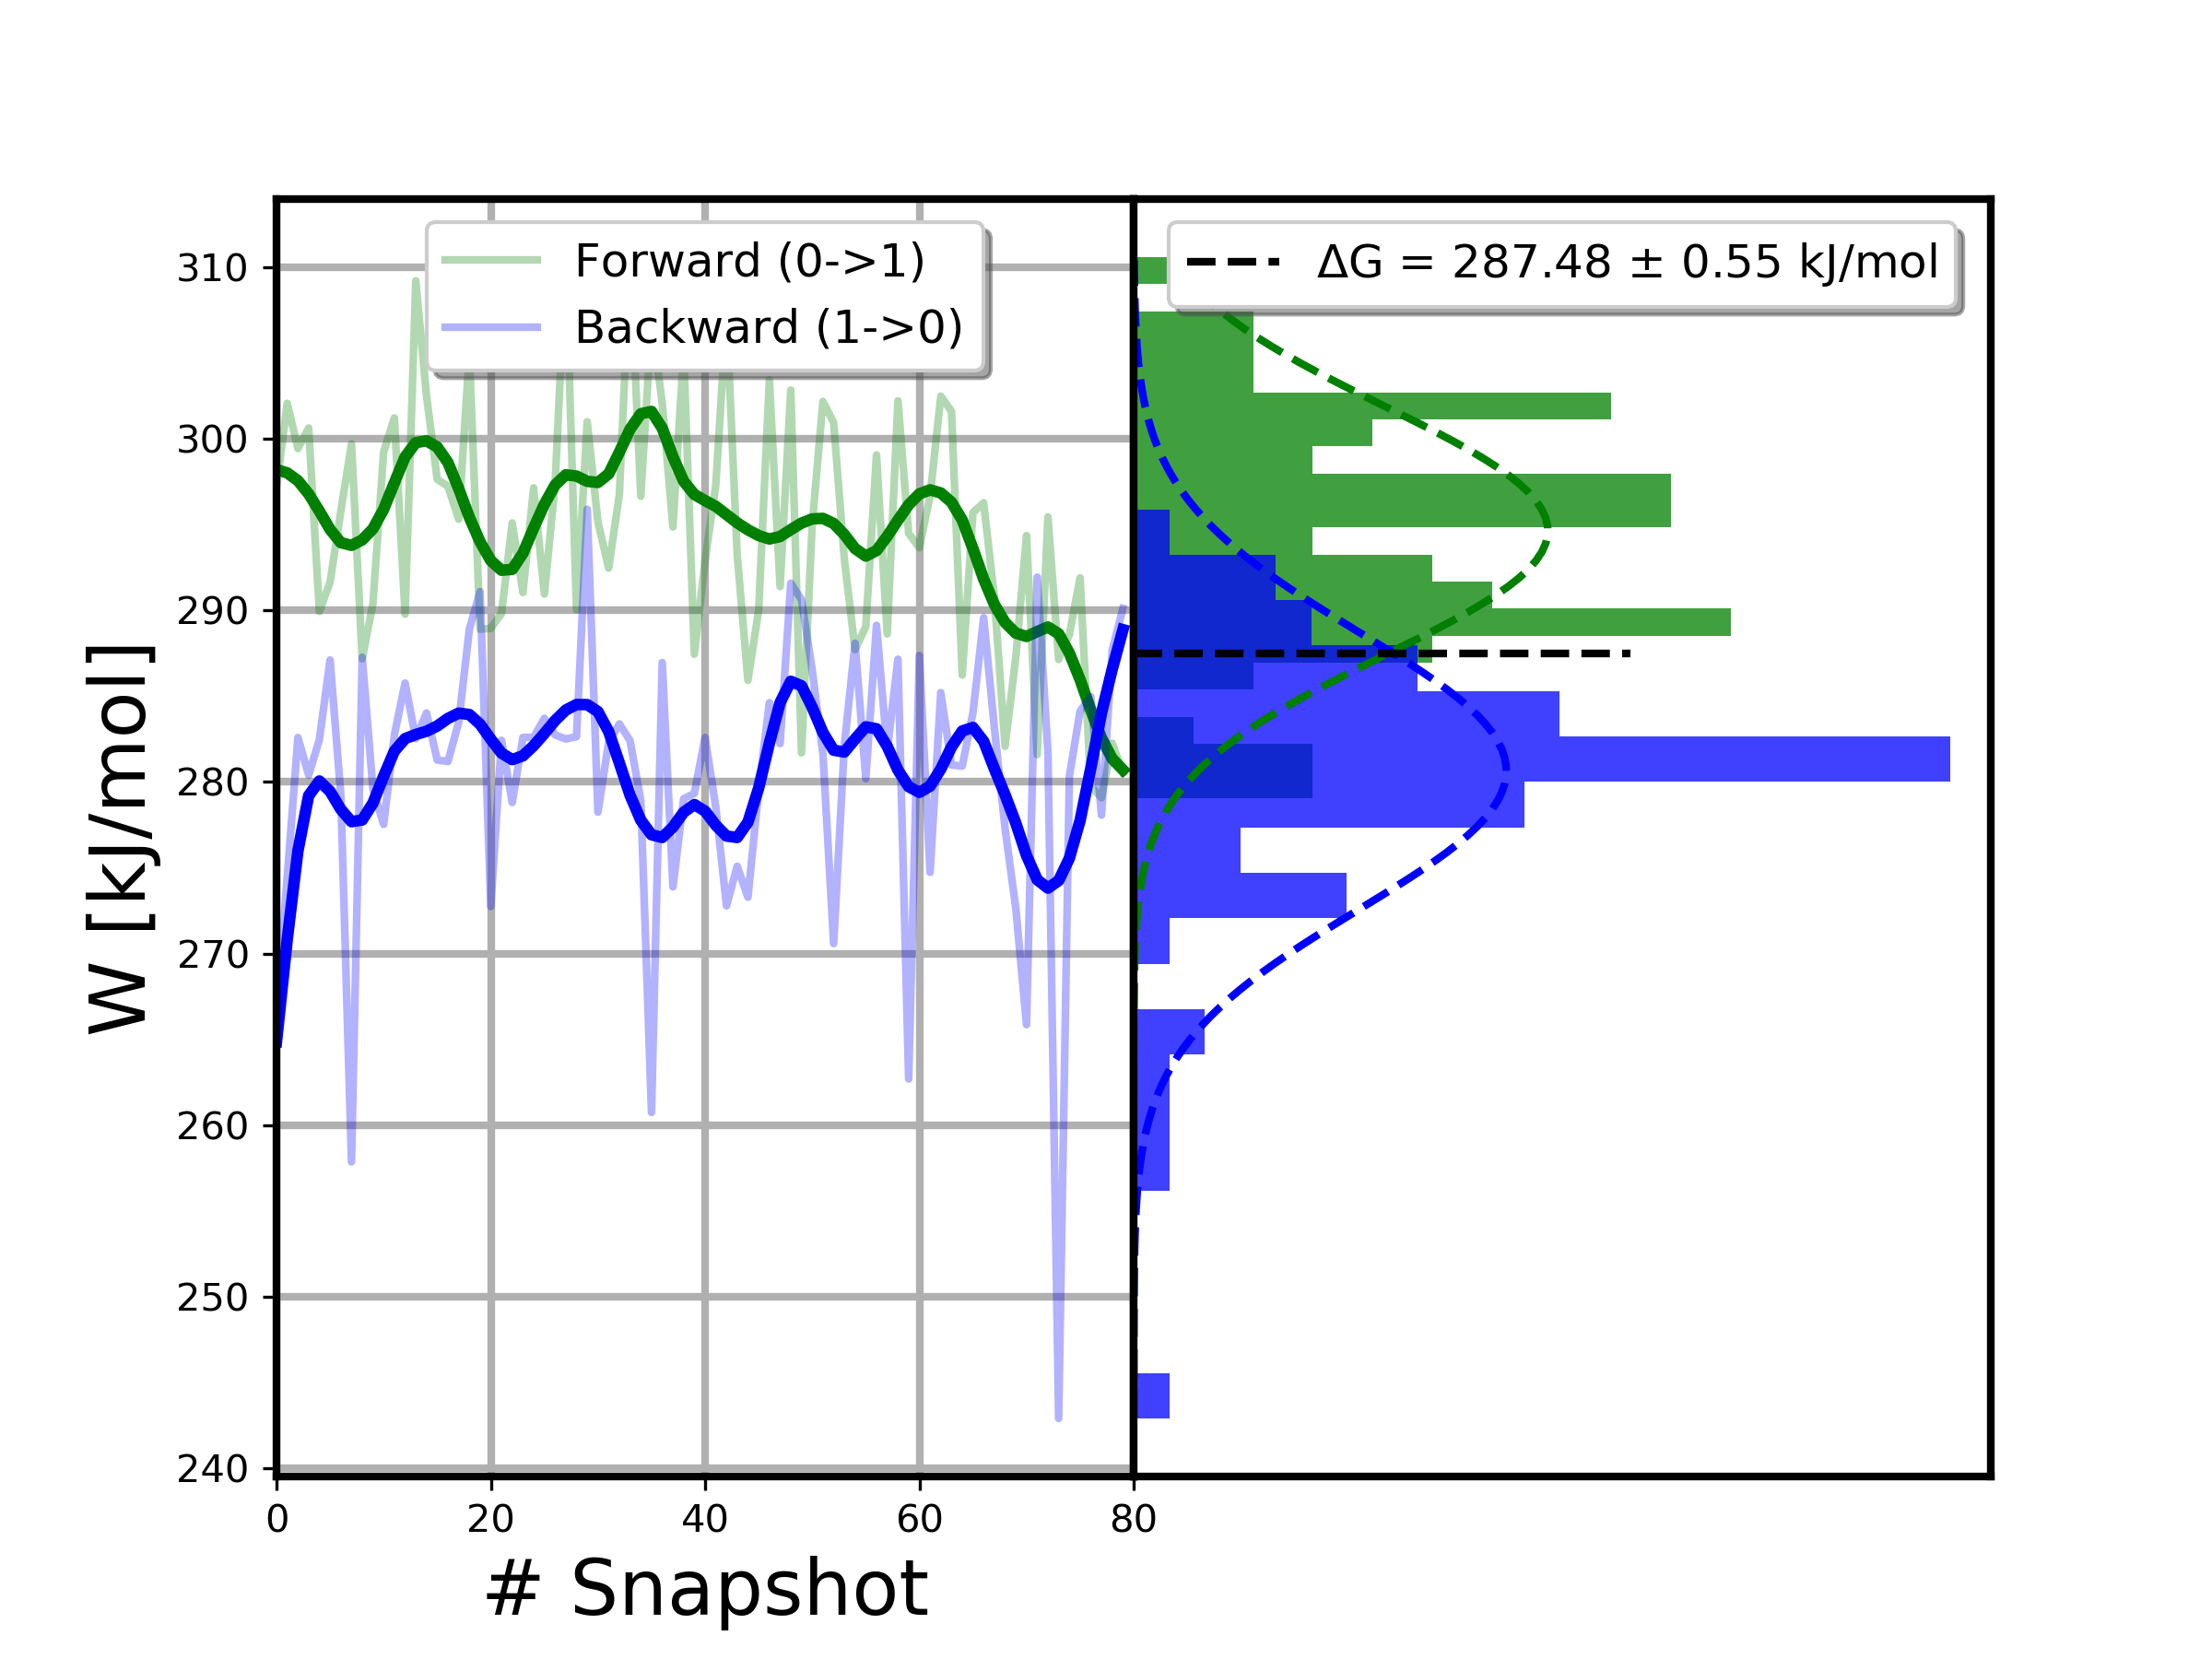 Forward (0->1)
Backward (1->0)
ΔG = 287.48 ± 0.55 kJ/mol
310
300
290
280
270
260
250
240
W [kJ/mol]
0 20 40 60 80
# Snapshot